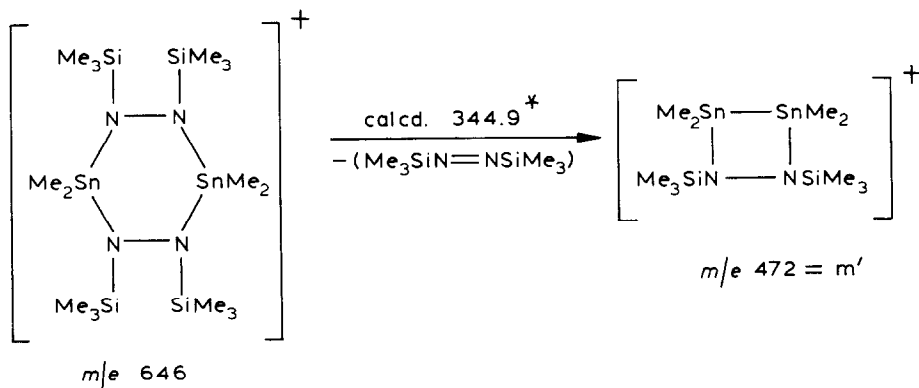 +
Me3Si SiMe3
N — N
Me2Sn SnMe2
N — N
Me3Si SiMe3
m/e 646
calcd. 344.9*
−(Me3SiN=NSiMe3)
+
Me2Sn — SnMe2
Me3SiN — NSiMe3
m/e 472 = m′